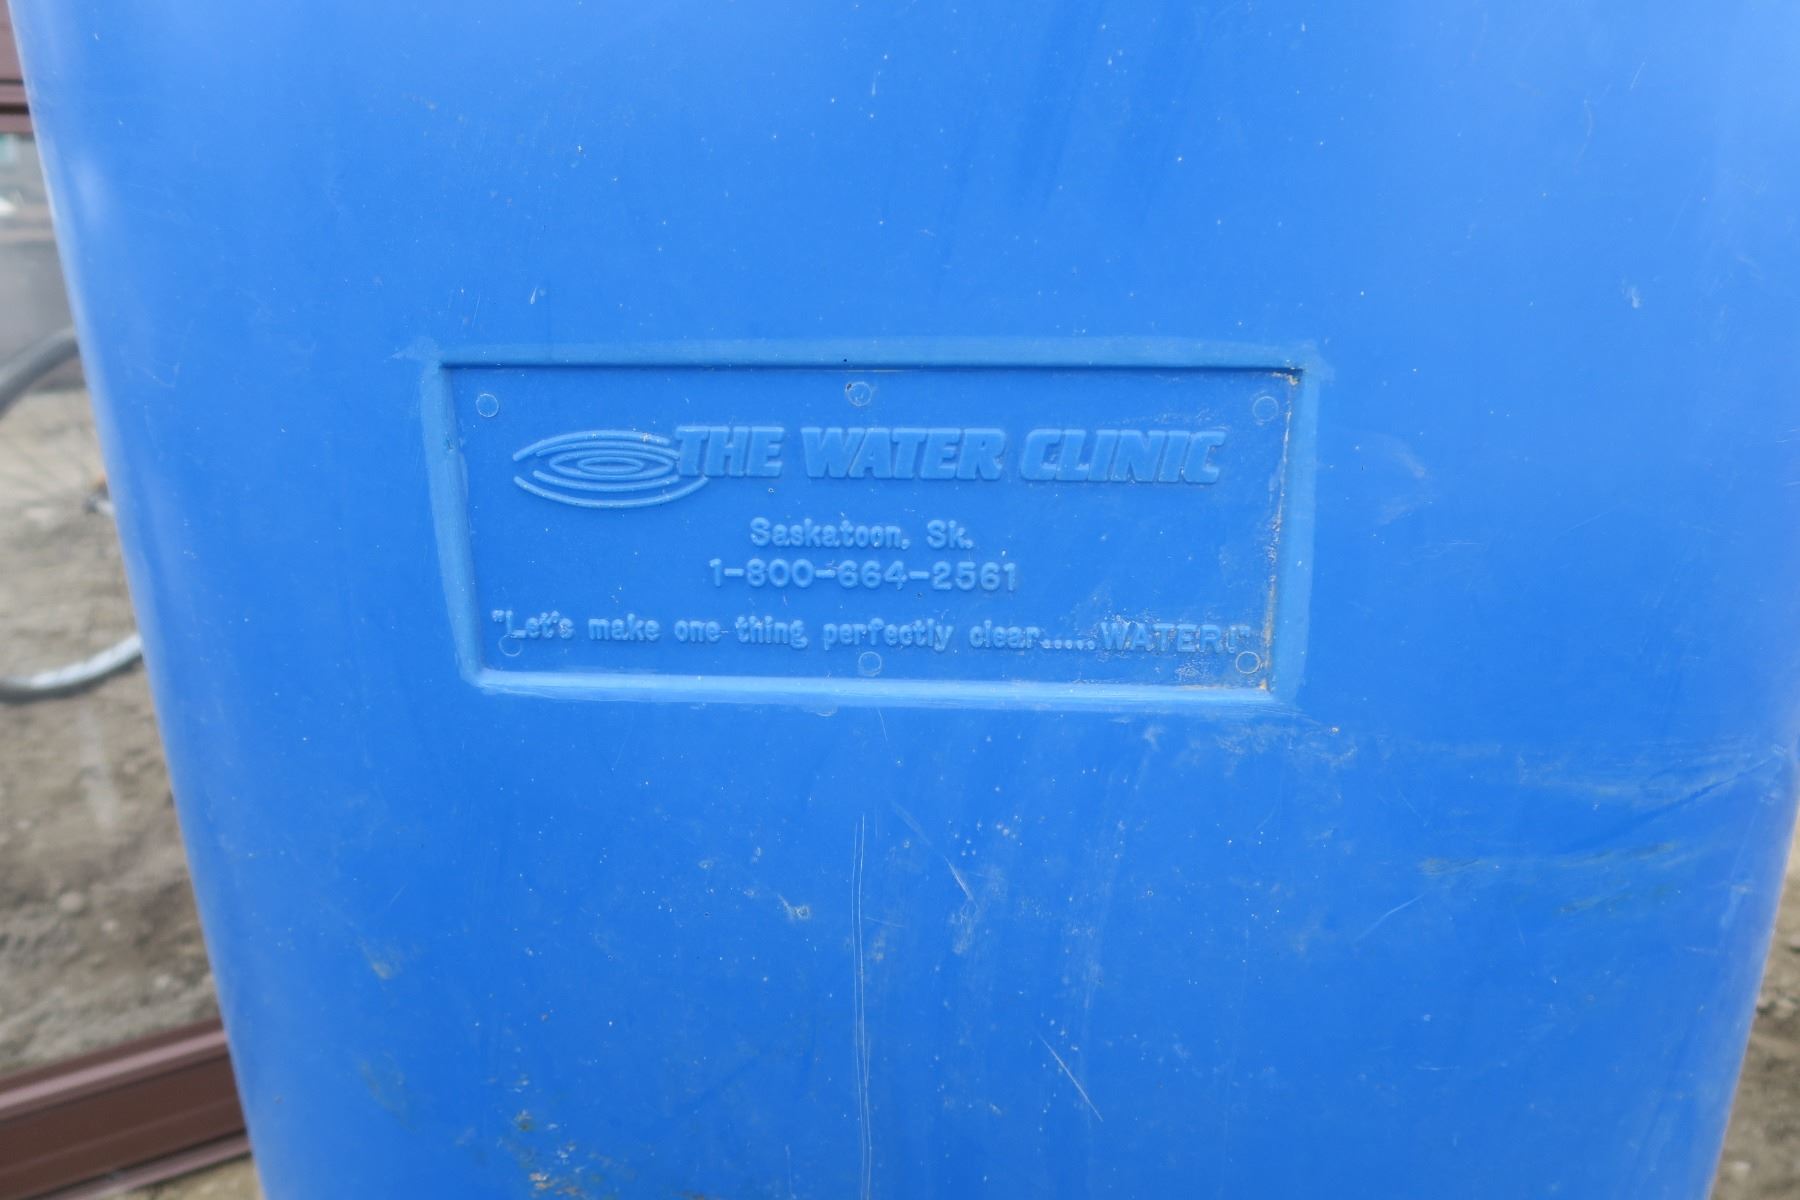 THE WATER CLINIC
Saskatoon, Sk.
1-800-664-2561
"Let's make one thing perfectly clear.....WATER!"